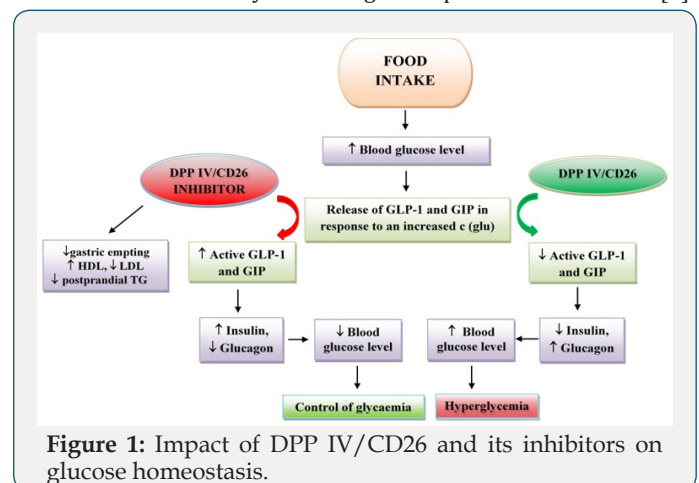 FOOD
INTAKE
↑ Blood glucose level
DPP IV/CD26
INHIBITOR
DPP IV/CD26
Release of GLP-1 and GIP in
response to an increased c (glu)
↓gastric empting
↑ HDL, ↓ LDL
↓ postprandial TG
↑ Active GLP-1
and GIP
↓ Active GLP-1
and GIP
↑ Insulin,
↓ Glucagon
↓ Blood
glucose level
↑ Blood
glucose level
↓ Insulin,
↑ Glucagon
Control of glycaemia
Hyperglycemia
Figure 1: Impact of DPP IV/CD26 and its inhibitors on
glucose homeostasis.